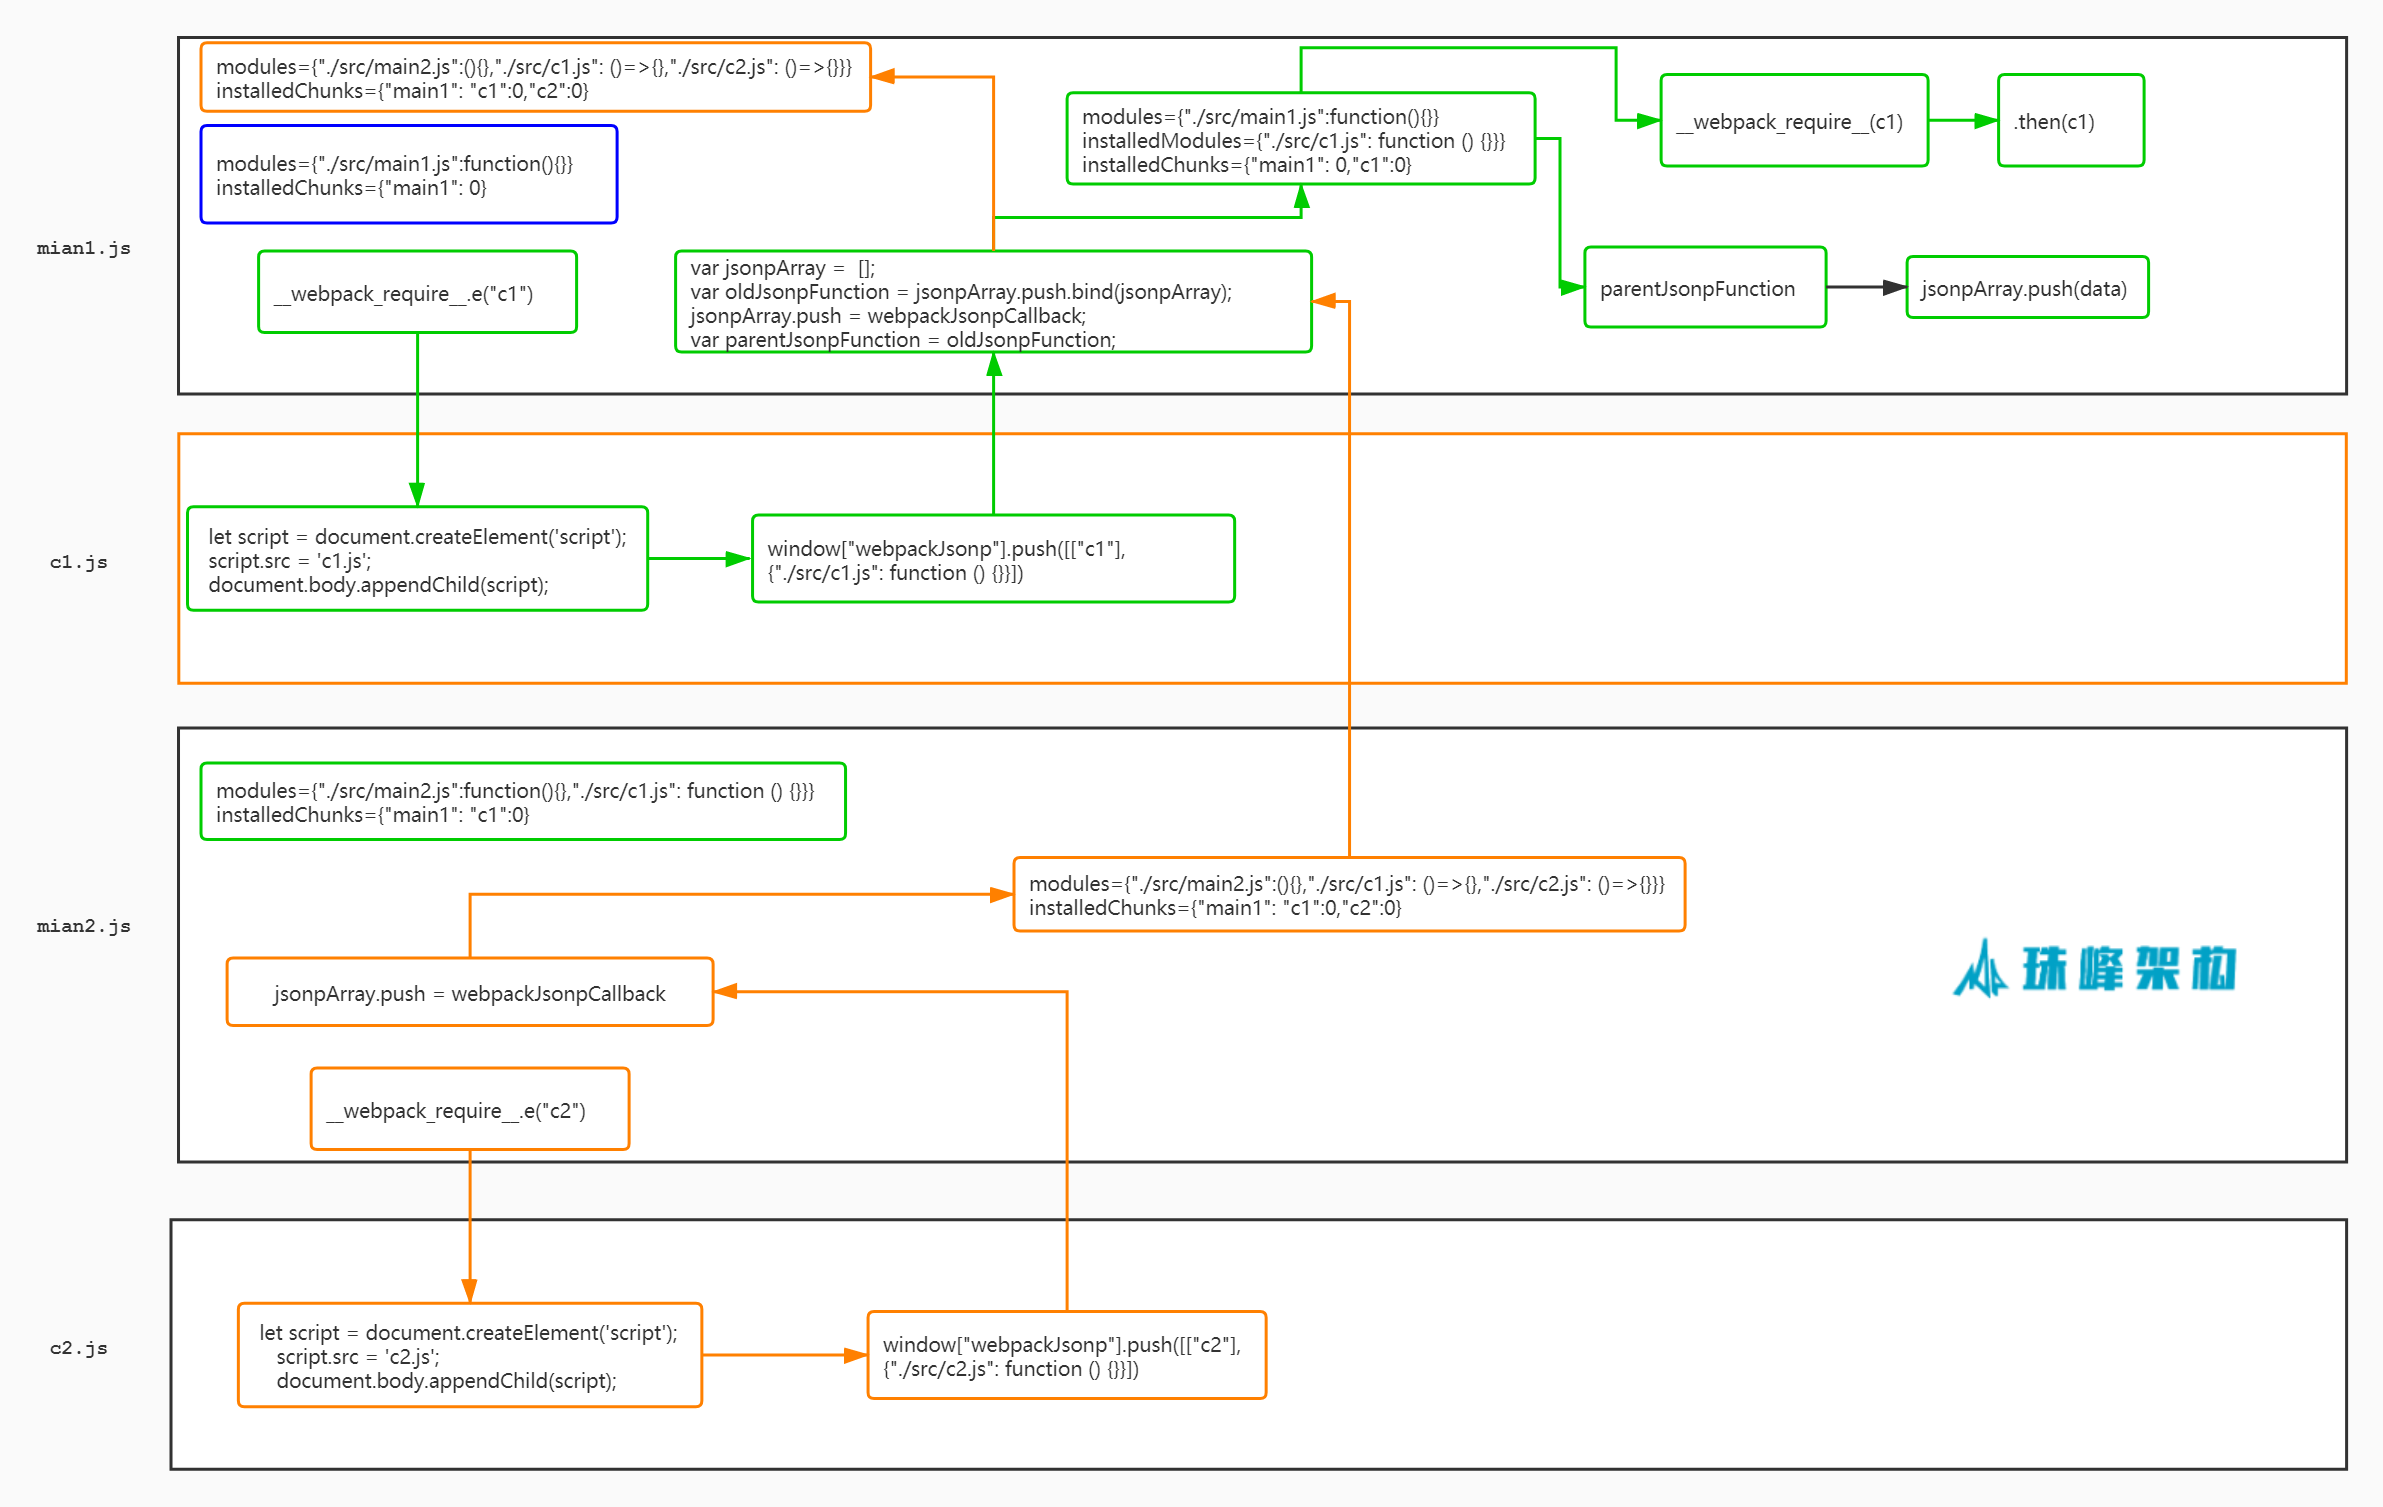 mian1.js
modules={"./src/main2.js":(){},"./src/c1.js": ()=>{},"./src/c2.js": ()=>{}}}
installedChunks={"main1": "c1":0,"c2":0}
modules={"./src/main1.js":function(){}}
installedChunks={"main1": 0}
__webpack_require__.e("c1")
var jsonpArray =  [];
var oldJsonpFunction = jsonpArray.push.bind(jsonpArray);
jsonpArray.push = webpackJsonpCallback;
var parentJsonpFunction = oldJsonpFunction;
modules={"./src/main1.js":function(){}}
installedModules={"./src/c1.js": function () {}}}
installedChunks={"main1": 0,"c1":0}
__webpack_require__(c1)
.then(c1)
parentJsonpFunction
jsonpArray.push(data)
c1.js
let script = document.createElement('script');
script.src = 'c1.js';
document.body.appendChild(script);
window["webpackJsonp"].push([["c1"],
{"./src/c1.js": function () {}}])
mian2.js
modules={"./src/main2.js":function(){},"./src/c1.js": function () {}}}
installedChunks={"main1": "c1":0}
modules={"./src/main2.js":(){},"./src/c1.js": ()=>{},"./src/c2.js": ()=>{}}}
installedChunks={"main1": "c1":0,"c2":0}
jsonpArray.push = webpackJsonpCallback
珠峰架构
__webpack_require__.e("c2")
c2.js
let script = document.createElement('script');
script.src = 'c2.js';
document.body.appendChild(script);
window["webpackJsonp"].push([["c2"],
{"./src/c2.js": function () {}}])